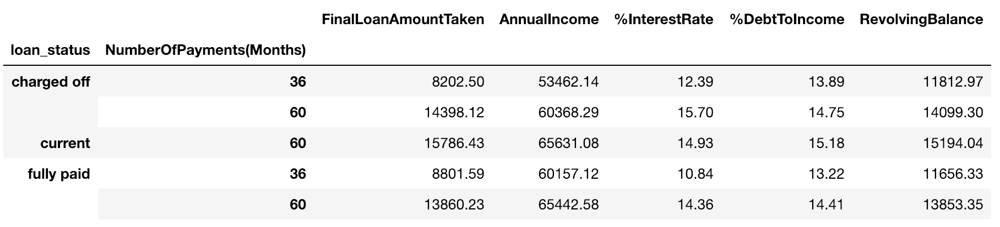 FinalLoanAmountTaken AnnualIncome %InterestRate %DebtToIncome RevolvingBalance
loan_status NumberOfPayments(Months)
charged off 36 8202.50 53462.14 12.39 13.89 11812.97
60 14398.12 60368.29 15.70 14.75 14099.30
current 60 15786.43 65631.08 14.93 15.18 15194.04
fully paid 36 8801.59 60157.12 10.84 13.22 11656.33
60 13860.23 65442.58 14.36 14.41 13853.35